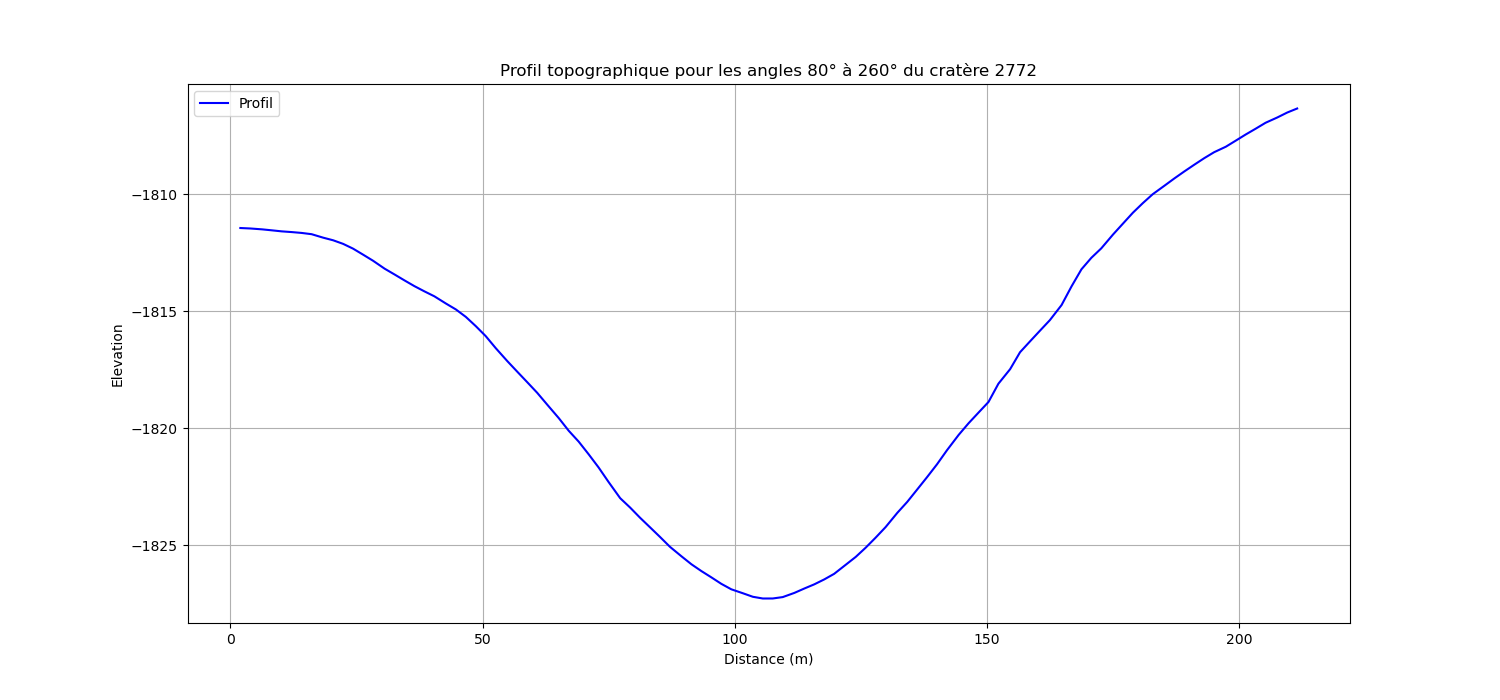 Profil topographique pour les angles 80° à 260° du cratère 2772
Profil
−1810
−1815
−1820
−1825
Elevation
0 50 100 150 200
Distance (m)